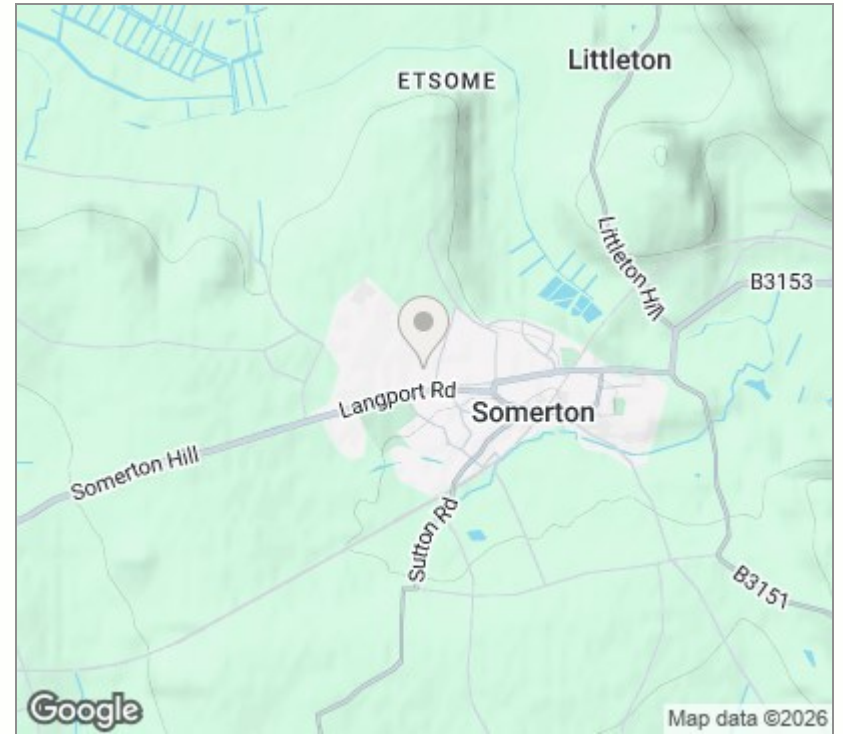 Littleton
ETSOME
Littleton Hill
B3153
Langport Rd
Somerton
Somerton Hill
Sutton Rd
B3151
Google
Map data ©2026